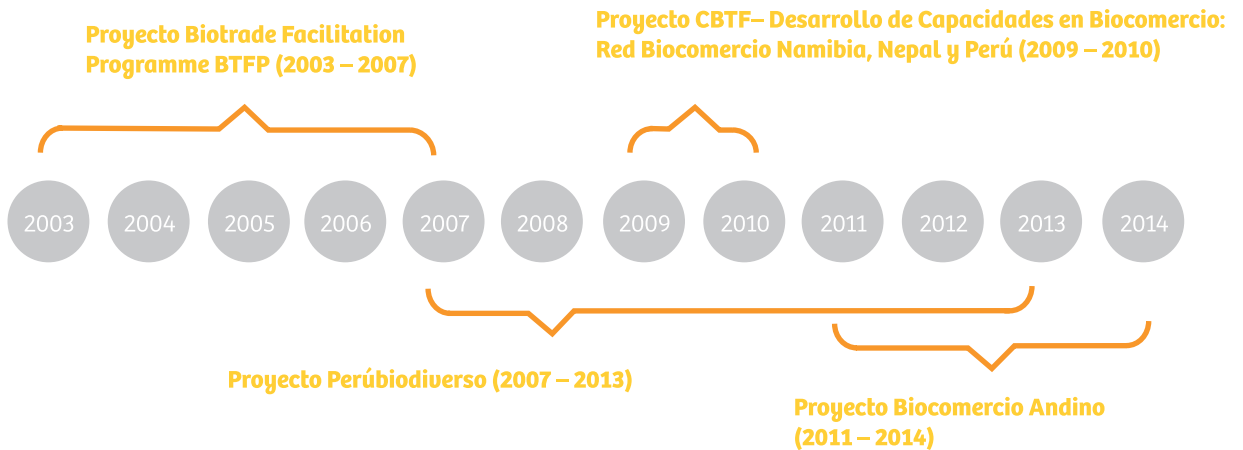 Proyecto Biotrade Facilitation
Programme BTFP (2003 – 2007)
Proyecto CBTF– Desarrollo de Capacidades en Biocomercio:
Red Biocomercio Namibia, Nepal y Perú (2009 – 2010)
2003
2004
2005
2006
2007
2008
2009
2010
2011
2012
2013
2014
Proyecto Perúbiodiverso (2007 – 2013)
Proyecto Biocomercio Andino
(2011 – 2014)